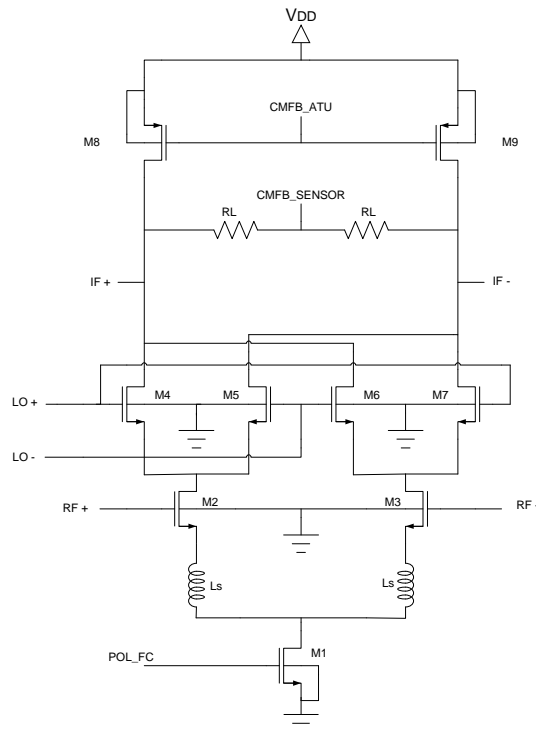 VDD
CMFB_ATU
M8
M9
CMFB_SENSOR
RL
RL
IF +
IF -
LO +
M4
M5
M6
M7
LO -
RF +
M2
M3
RF -
Ls
Ls
POL_FC
M1